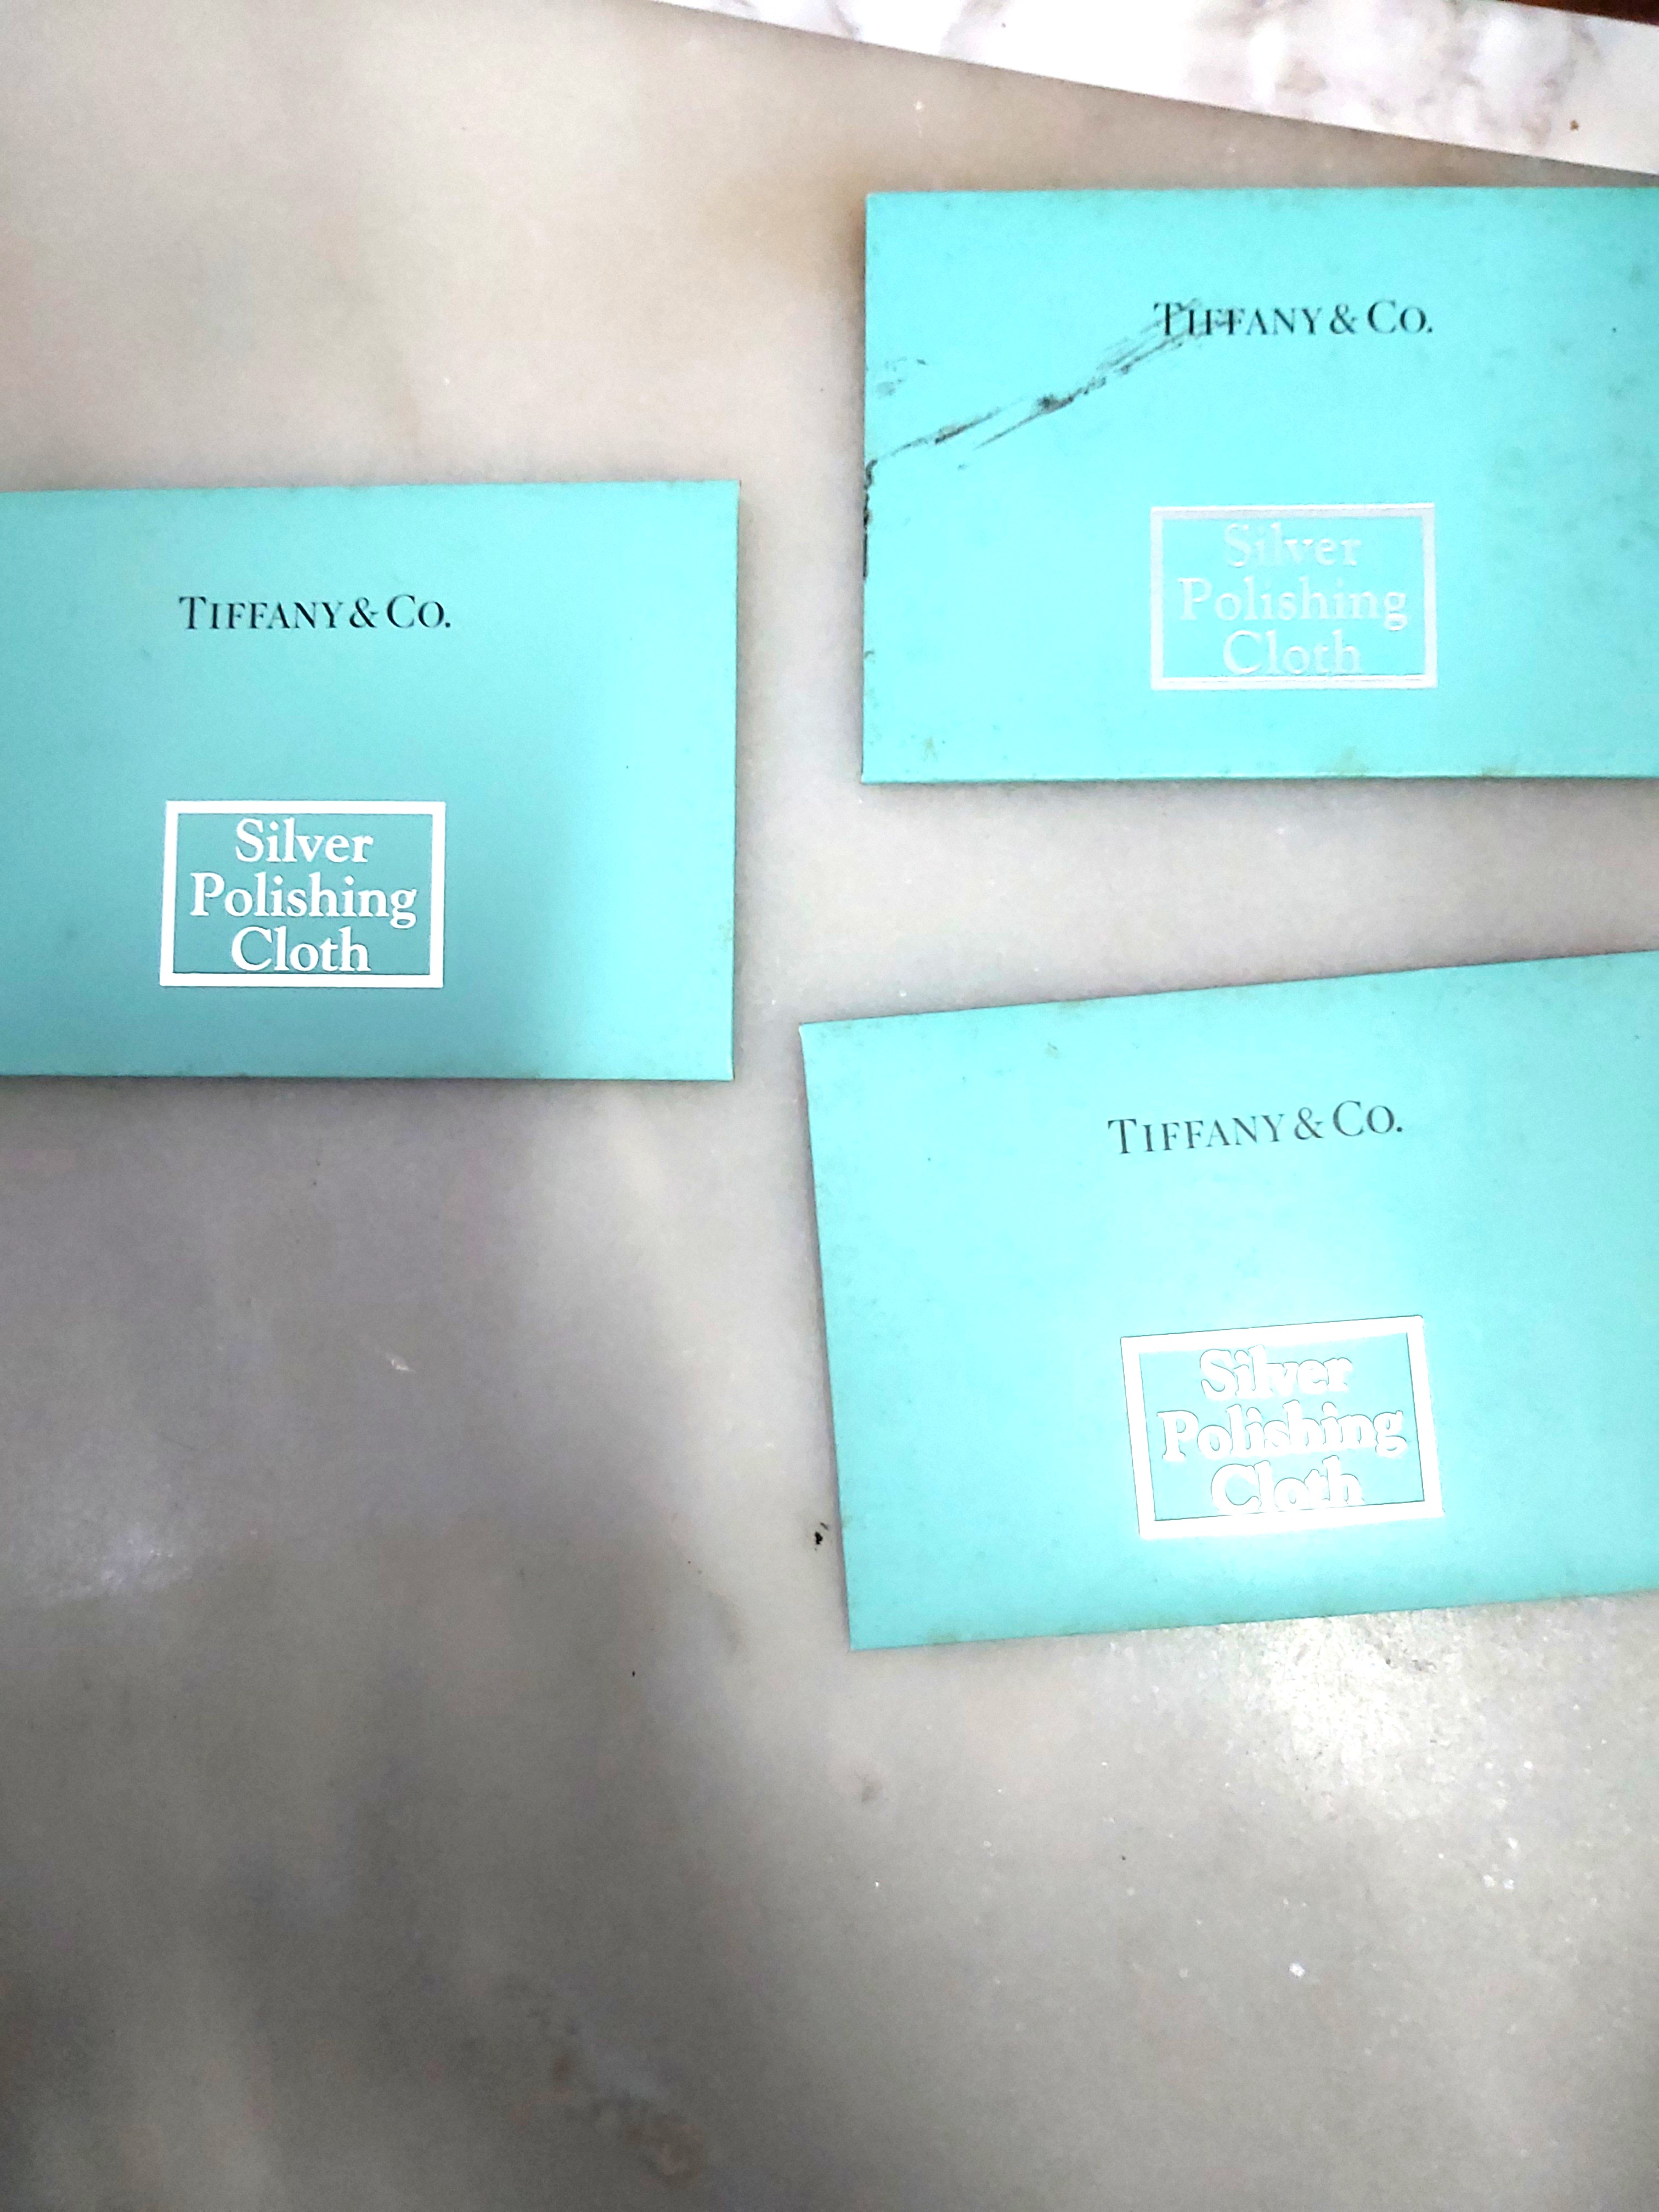 TIFFANY & CO.
Silver
Polishing
Cloth
TIFFANY & CO.
Silver
Polishing
Cloth
TIFFANY & CO.
Silver
Polishing
Cloth